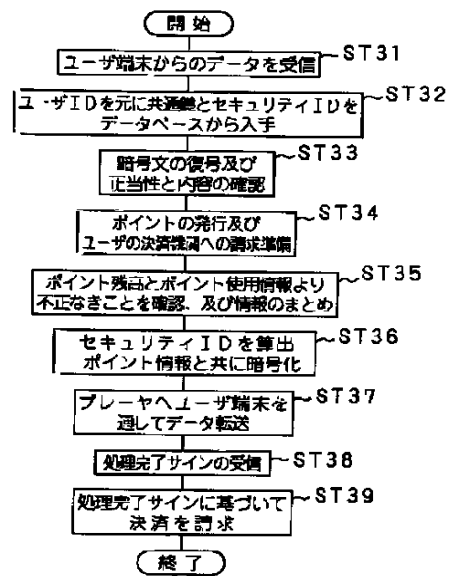 開始
ユーザ端末からのデータを受信
ST31
ユーザIDを元に共通鍵とセキュリティIDを
データベースから入手
ST32
暗号文の復号及び
正当性と内容の確認
ST33
ポイントの発行及び
ユーザの決済機関への請求準備
ST34
ポイント残高とポイント使用情報より
不正なきことを確認、及び情報のまとめ
ST35
セキュリティIDを算出
ポイント情報と共に暗号化
ST36
プレーヤへユーザ端末を
通してデータ転送
ST37
処理完了サインの受信
ST38
処理完了サインに基づいて
決済を請求
ST39
終了